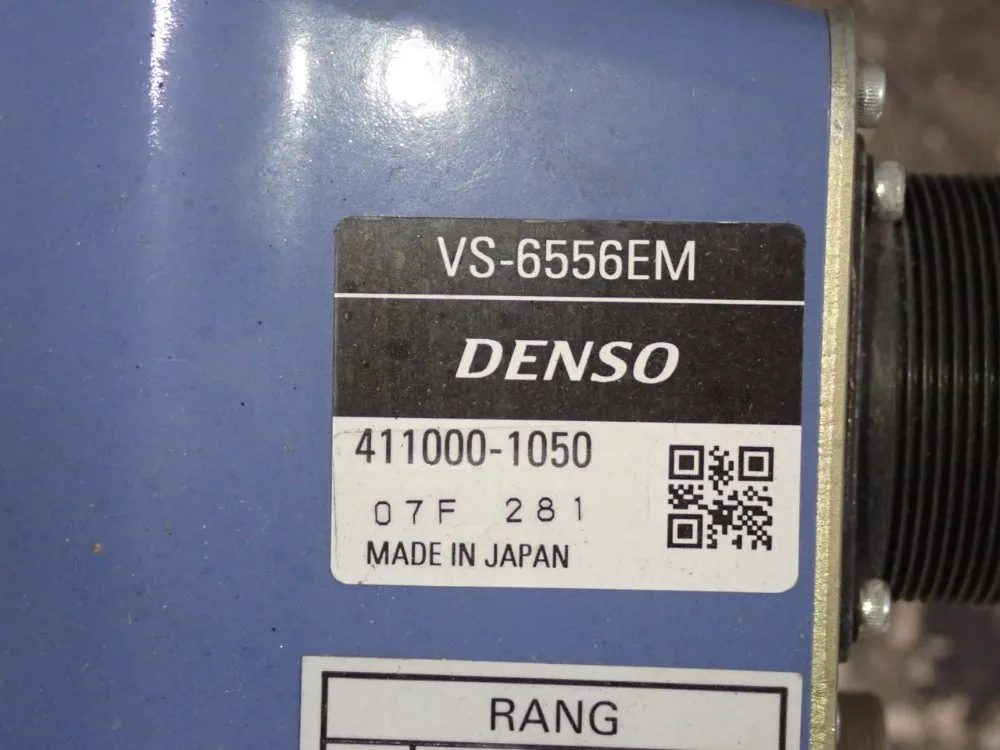 VS-6556EM
DENSO
411000-1050
07F 281
MADE IN JAPAN
RANG